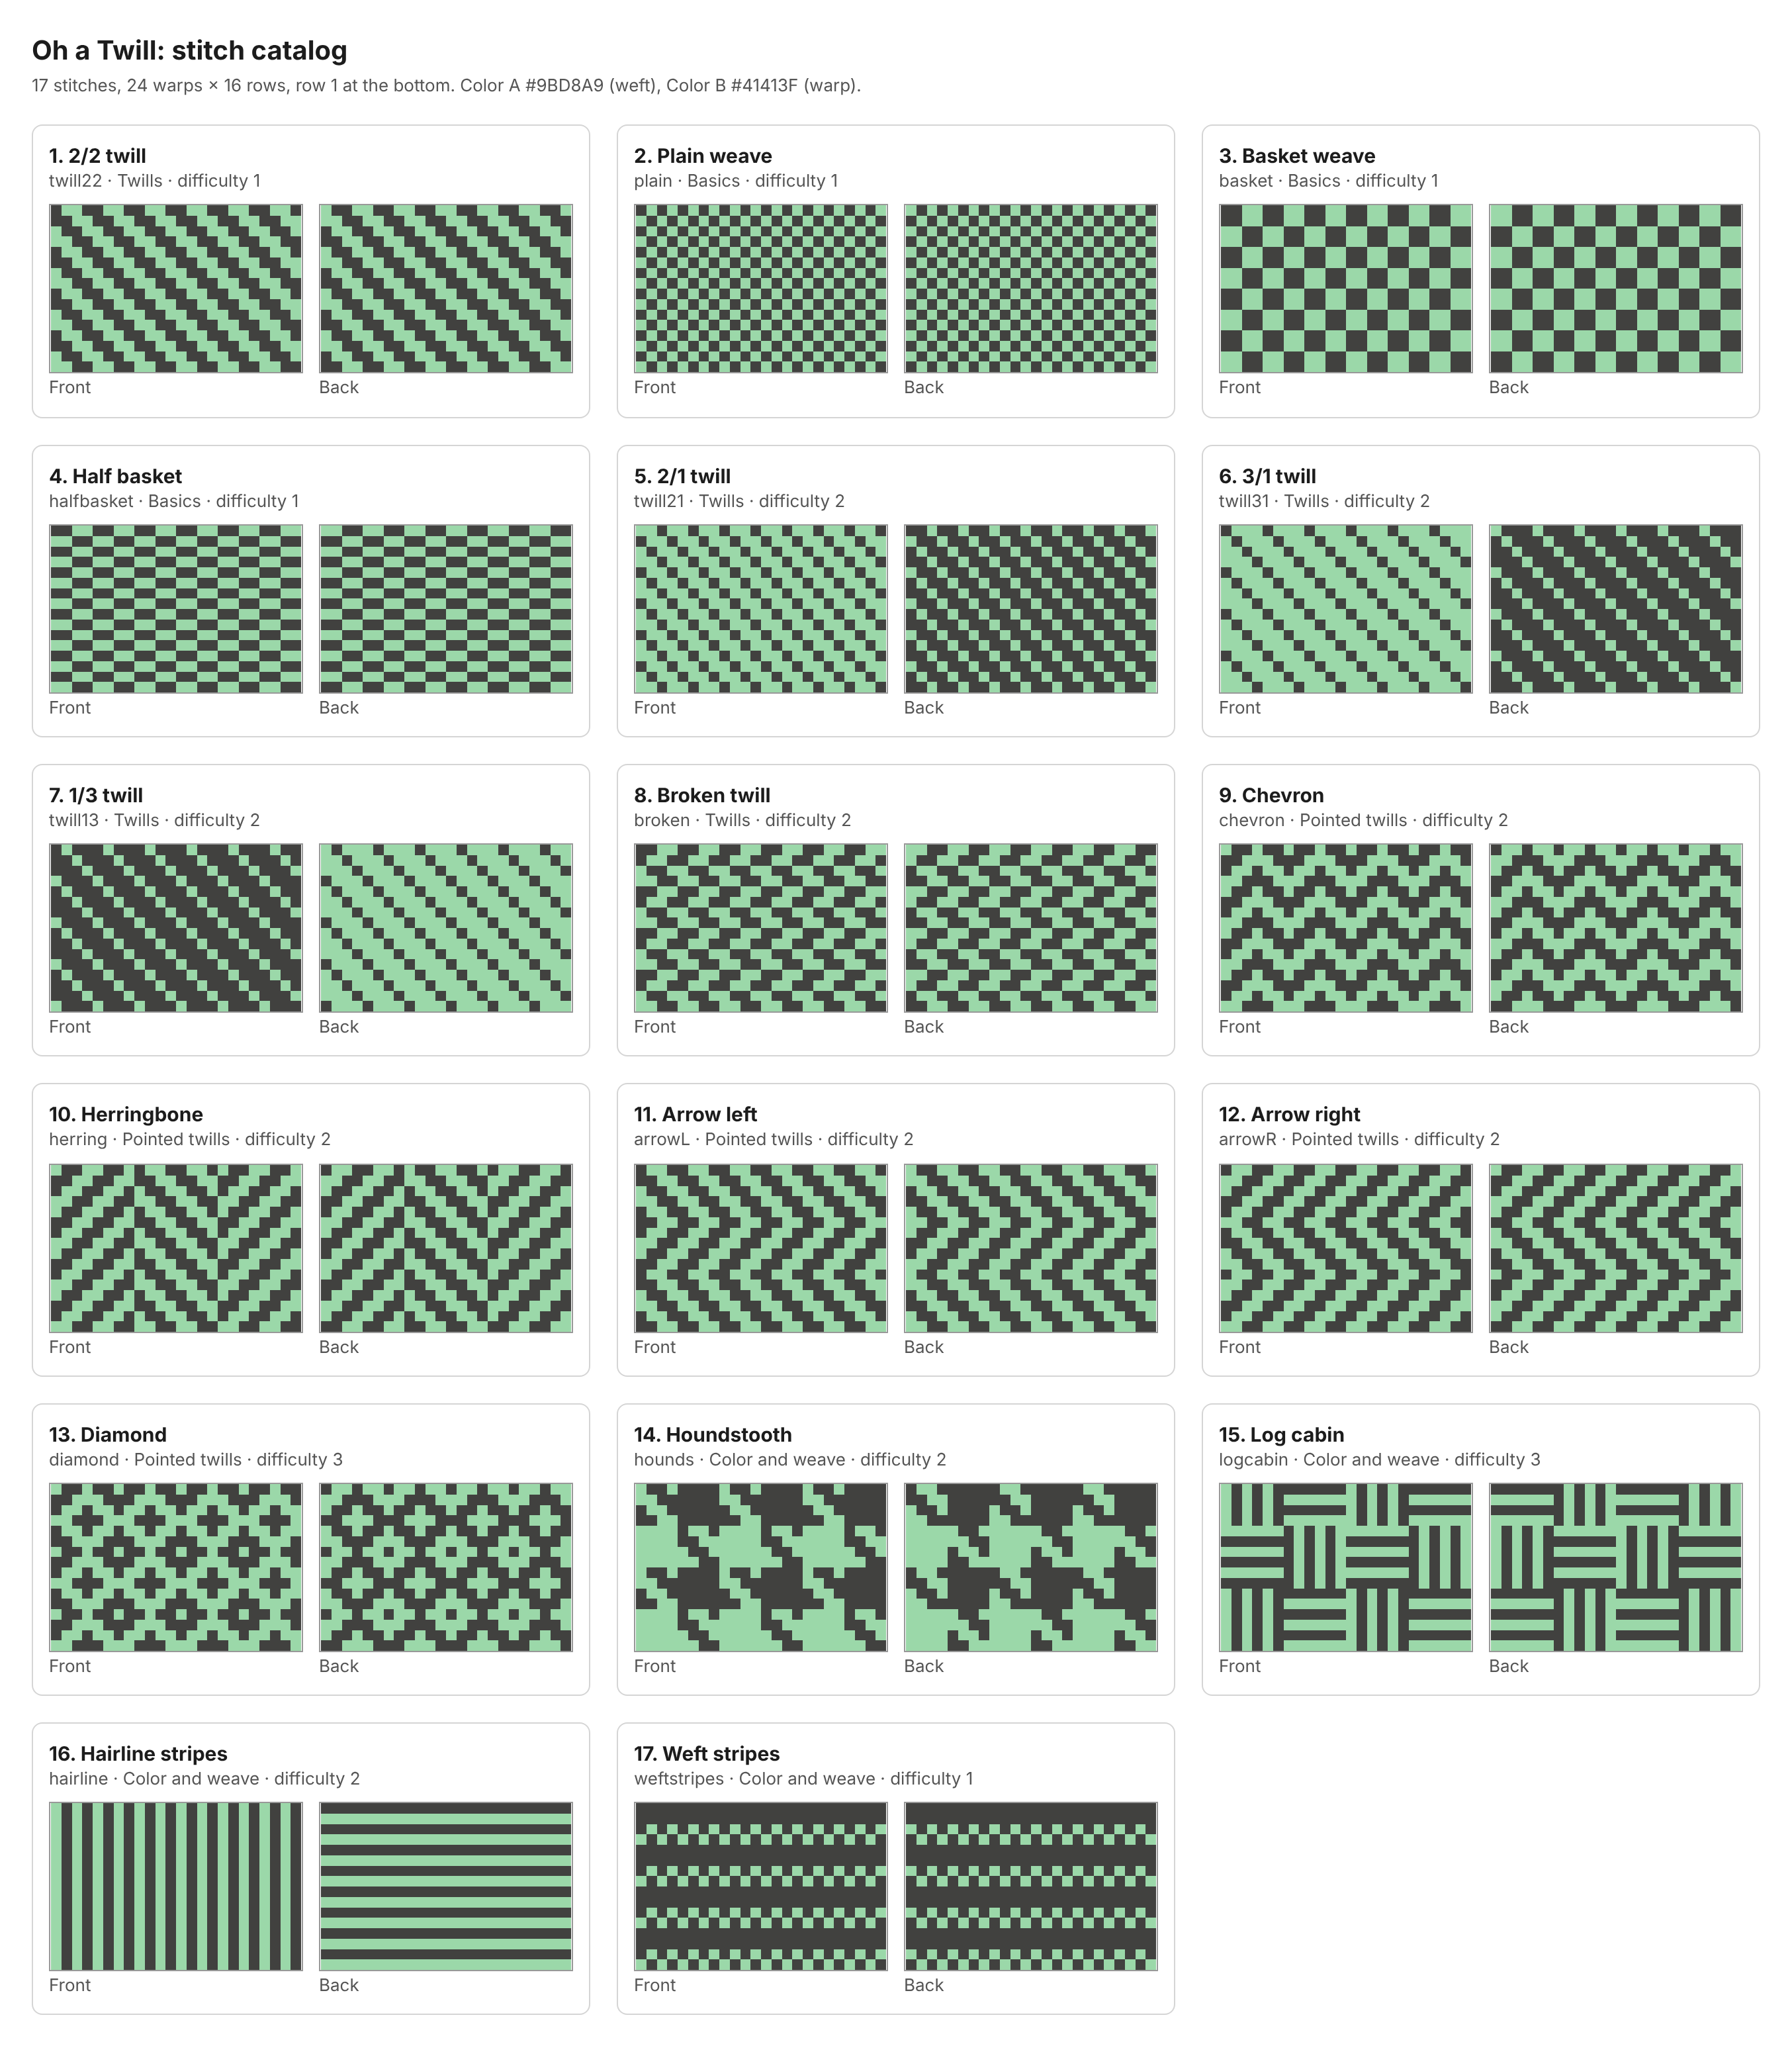 Oh a Twill: stitch catalog
17 stitches, 24 warps × 16 rows, row 1 at the bottom. Color A #9BD8A9 (weft), Color B #41413F (warp).
1. 2/2 twill
twill22 · Twills · difficulty 1
Front
Back
2. Plain weave
plain · Basics · difficulty 1
Front
Back
3. Basket weave
basket · Basics · difficulty 1
Front
Back
4. Half basket
halfbasket · Basics · difficulty 1
Front
Back
5. 2/1 twill
twill21 · Twills · difficulty 2
Front
Back
6. 3/1 twill
twill31 · Twills · difficulty 2
Front
Back
7. 1/3 twill
twill13 · Twills · difficulty 2
Front
Back
8. Broken twill
broken · Twills · difficulty 2
Front
Back
9. Chevron
chevron · Pointed twills · difficulty 2
Front
Back
10. Herringbone
herring · Pointed twills · difficulty 2
Front
Back
11. Arrow left
arrowL · Pointed twills · difficulty 2
Front
Back
12. Arrow right
arrowR · Pointed twills · difficulty 2
Front
Back
13. Diamond
diamond · Pointed twills · difficulty 3
Front
Back
14. Houndstooth
hounds · Color and weave · difficulty 2
Front
Back
15. Log cabin
logcabin · Color and weave · difficulty 3
Front
Back
16. Hairline stripes
hairline · Color and weave · difficulty 2
Front
Back
17. Weft stripes
weftstripes · Color and weave · difficulty 1
Front
Back